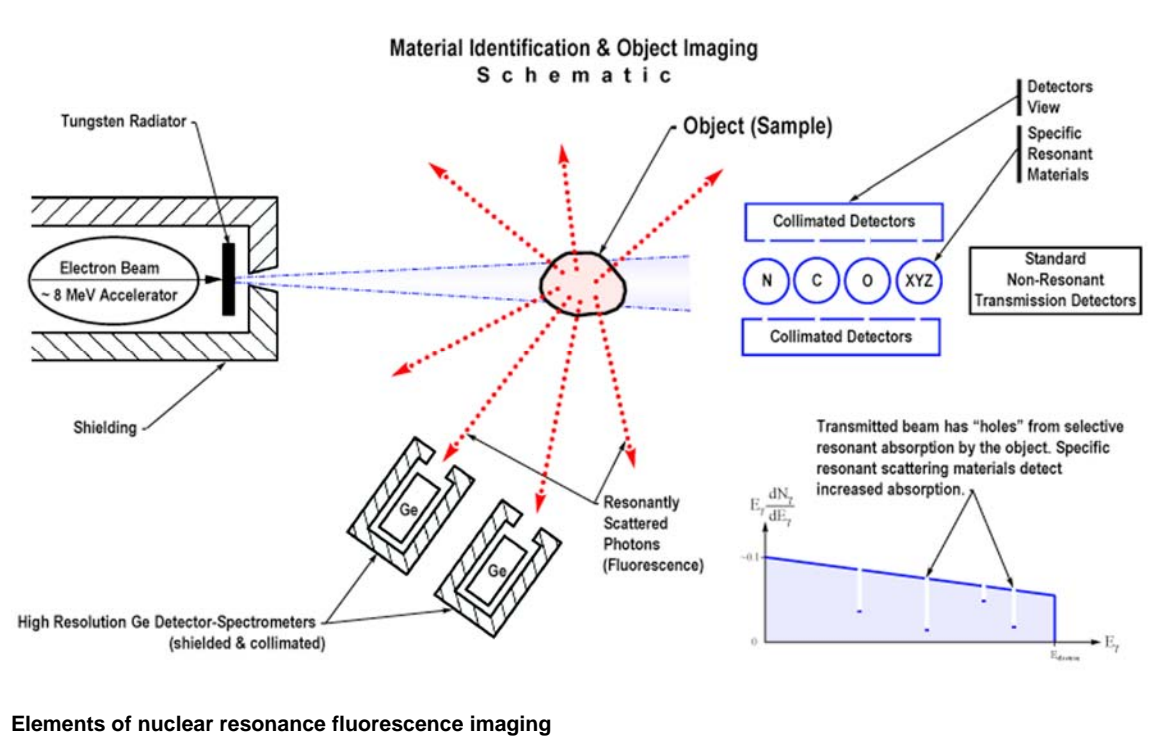 Material Identification & Object Imaging
Schematic
Tungsten Radiator
Object (Sample)
Detectors
View
Specific
Resonant
Materials
Electron Beam
~ 8 MeV Accelerator
Shielding
Collimated Detectors
N C O XYZ
Collimated Detectors
Standard
Non-Resonant
Transmission Detectors
Transmitted beam has “holes” from selective
resonant absorption by the object. Specific
resonant scattering materials detect
increased absorption.
Ge
Ge
Resonantly
Scattered
Photons
(Fluorescence)
High Resolution Ge Detector-Spectrometers
(shielded & collimated)
Eγ dNγ
dEγ
~0.1
0
Eγ
Elements of nuclear resonance fluorescence imaging